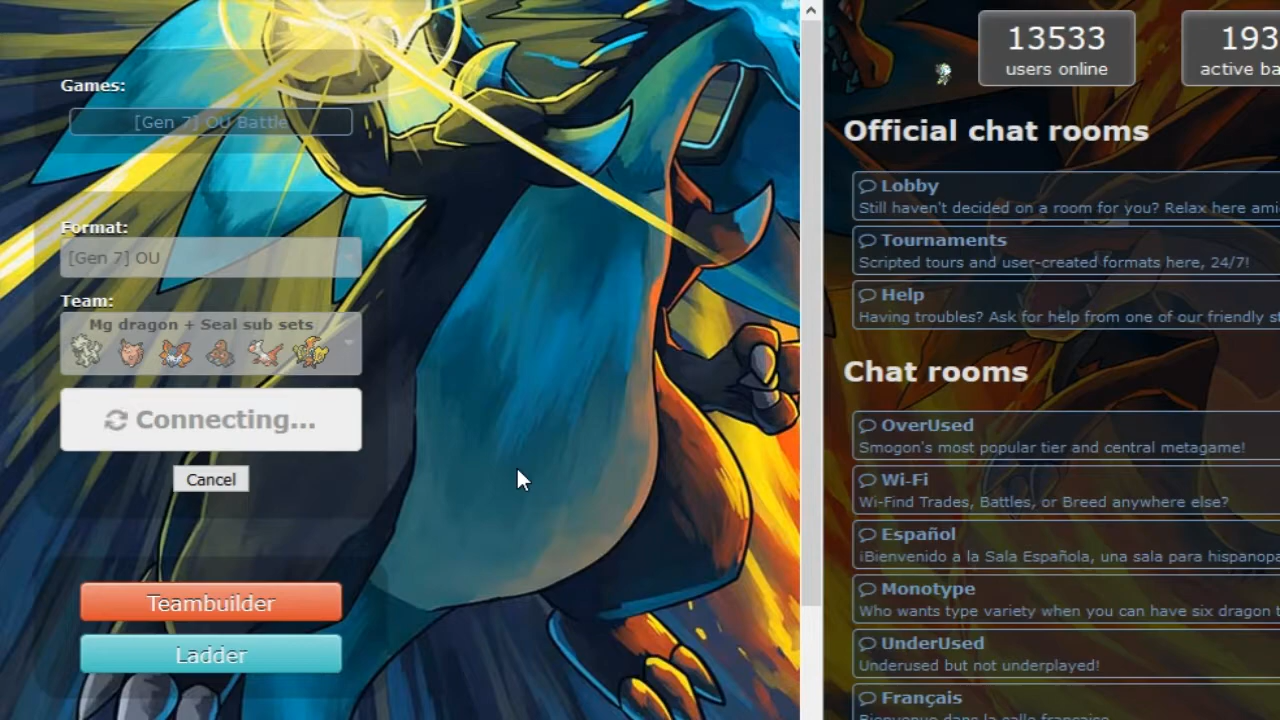 Games:
[Gen 7] OU Battle
Format:
[Gen 7] OU
Team:
Mg dragon + Seal sub sets
Connecting...
Cancel
Teambuilder
Ladder
13533
users online
193
active ba
Official chat rooms
Lobby
Still haven't decided on a room for you? Relax here ami
Tournaments
Scripted tours and user-created formats here, 24/7!
Help
Having troubles? Ask for help from one of our friendly st
Chat rooms
OverUsed
Smogon's most popular tier and central metagame!
Wi-Fi
Wi-Find Trades, Battles, or Breed anywhere else?
Español
¡Bienvenido a la Sala Española, una sala para hispanopa
Monotype
Who wants type variety when you can have six dragon t
UnderUsed
Underused but not underplayed!
Français